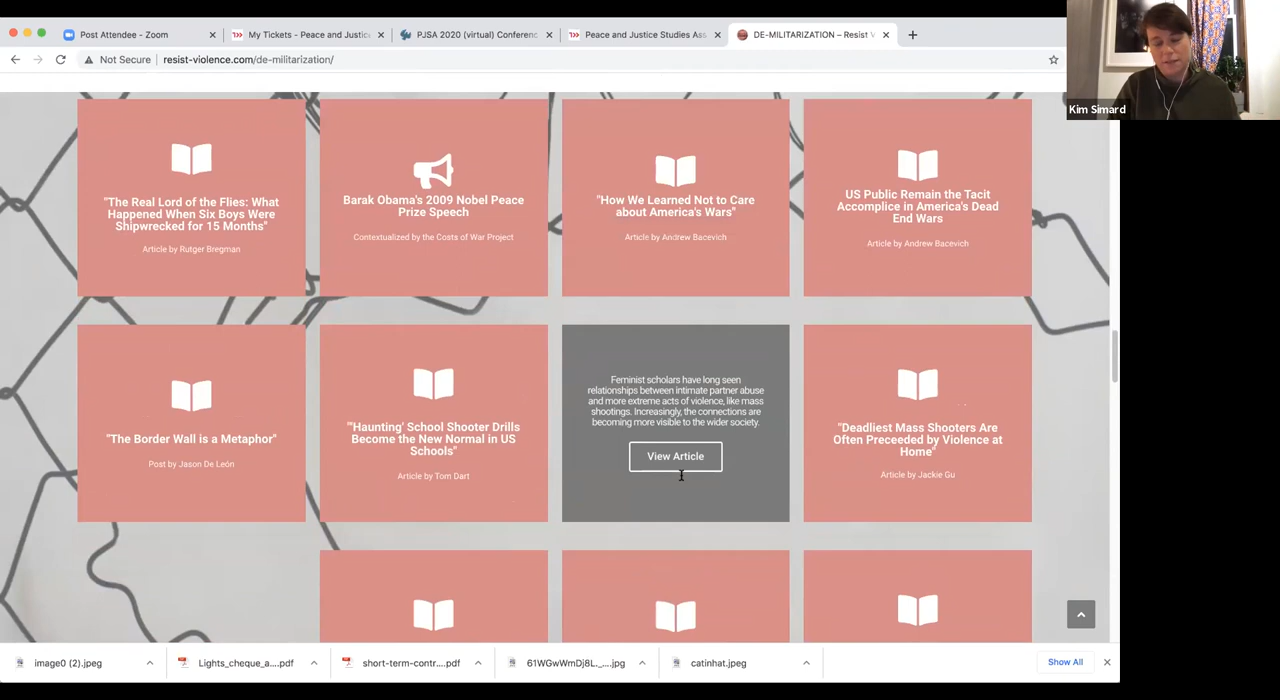 Post Attendee - Zoom
My Tickets - Peace and Justic
PJSA 2020 (virtual) Conferenc
Peace and Justice Studies Ass
DE-MILITARIZATION – Resist V
Not Secure
resist-violence.com/de-militarization/
Kim Simard
"The Real Lord of the Flies: What
Happened When Six Boys Were
Shipwrecked for 15 Months"
Article by Rutger Bregman
Barak Obama's 2009 Nobel Peace
Prize Speech
Contextualized by the Costs of War Project
"How We Learned Not to Care
about America's Wars"
Article by Andrew Bacevich
US Public Remain the Tacit
Accomplice in America's Dead
End Wars
Article by Andrew Bacevich
"The Border Wall is a Metaphor"
Post by Jason De León
"'Haunting' School Shooter Drills
Become the New Normal in US
Schools"
Article by Tom Dart
Feminist scholars have long seen
relationships between intimate partner abuse
and more extreme acts of violence, like mass
shootings. Increasingly, the connections are
becoming more visible to the wider society.
View Article
"Deadliest Mass Shooters Are
Often Preceeded by Violence at
Home"
Article by Jackie Gu
image0 (2).jpeg
Lights_cheque_a....pdf
short-term-contr....pdf
61WGwWmDj8L._....jpg
catinhat.jpeg
Show All